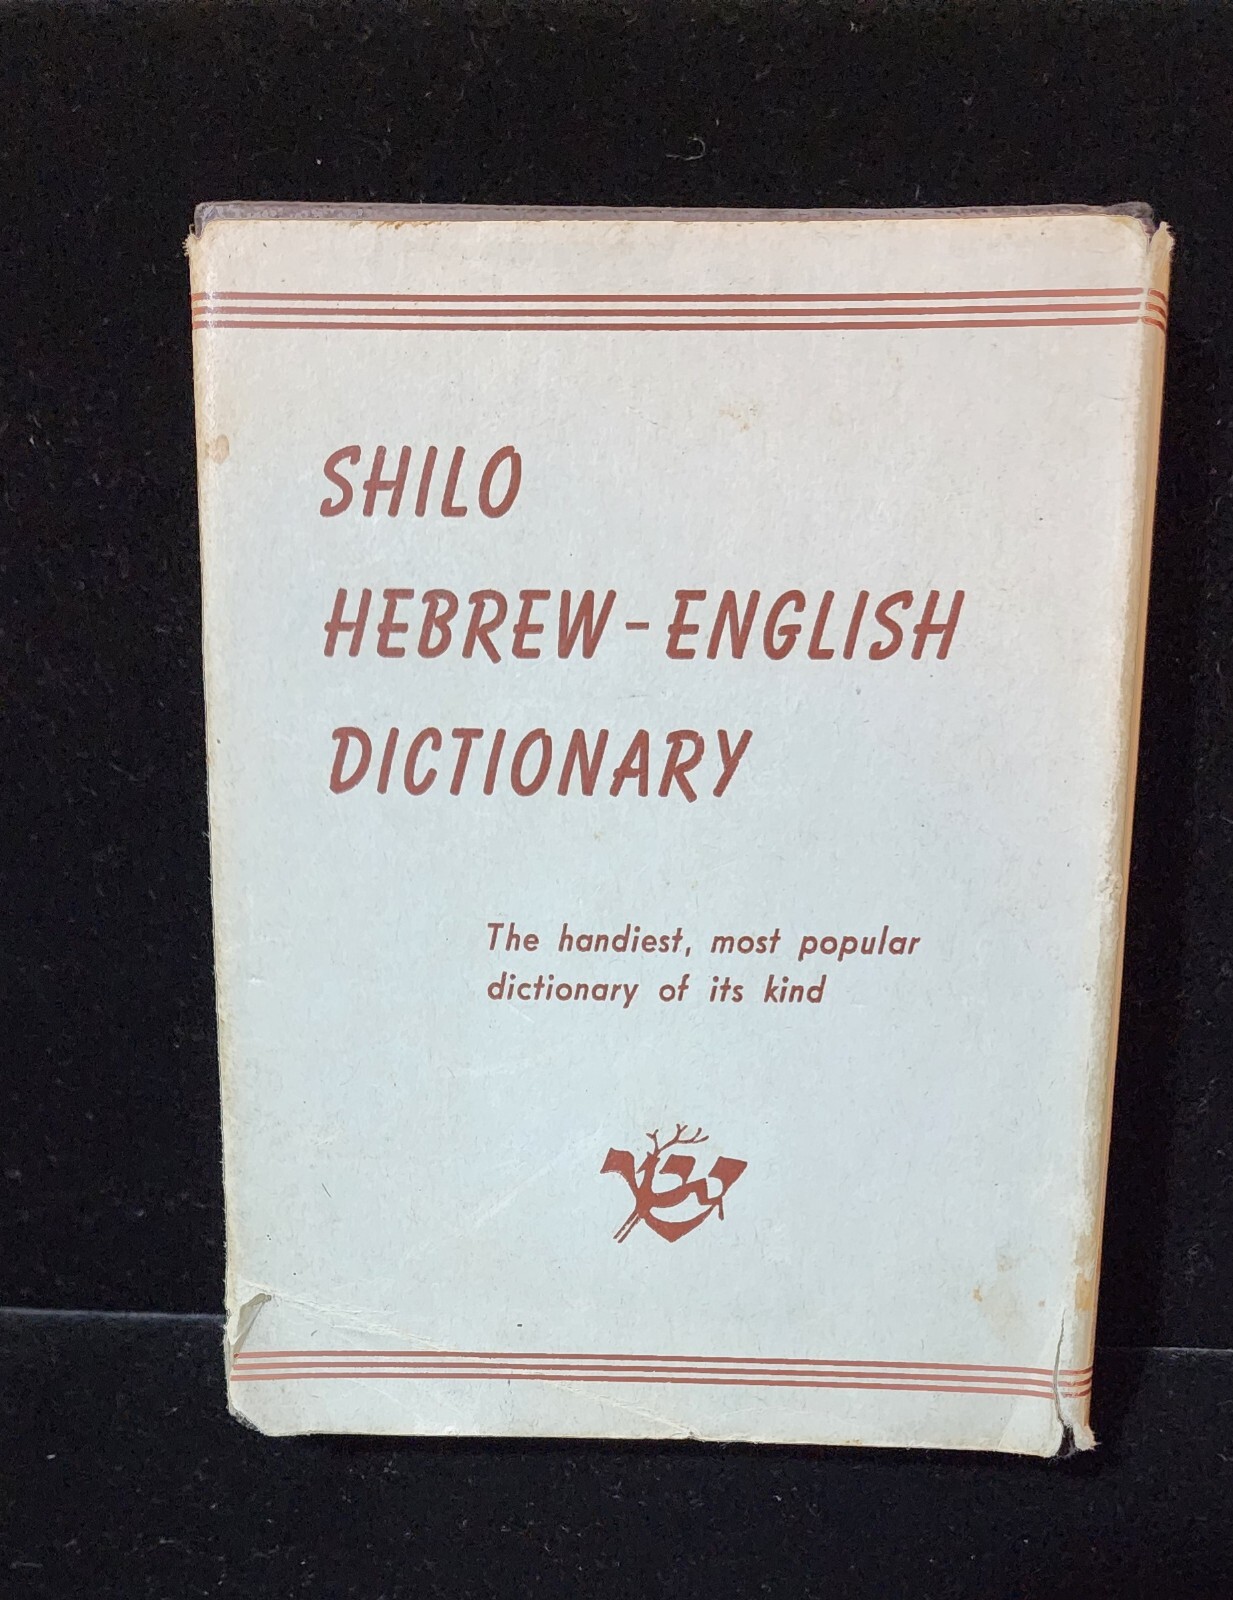 SHILO
HEBREW-ENGLISH
DICTIONARY
The handiest, most popular
dictionary of its kind